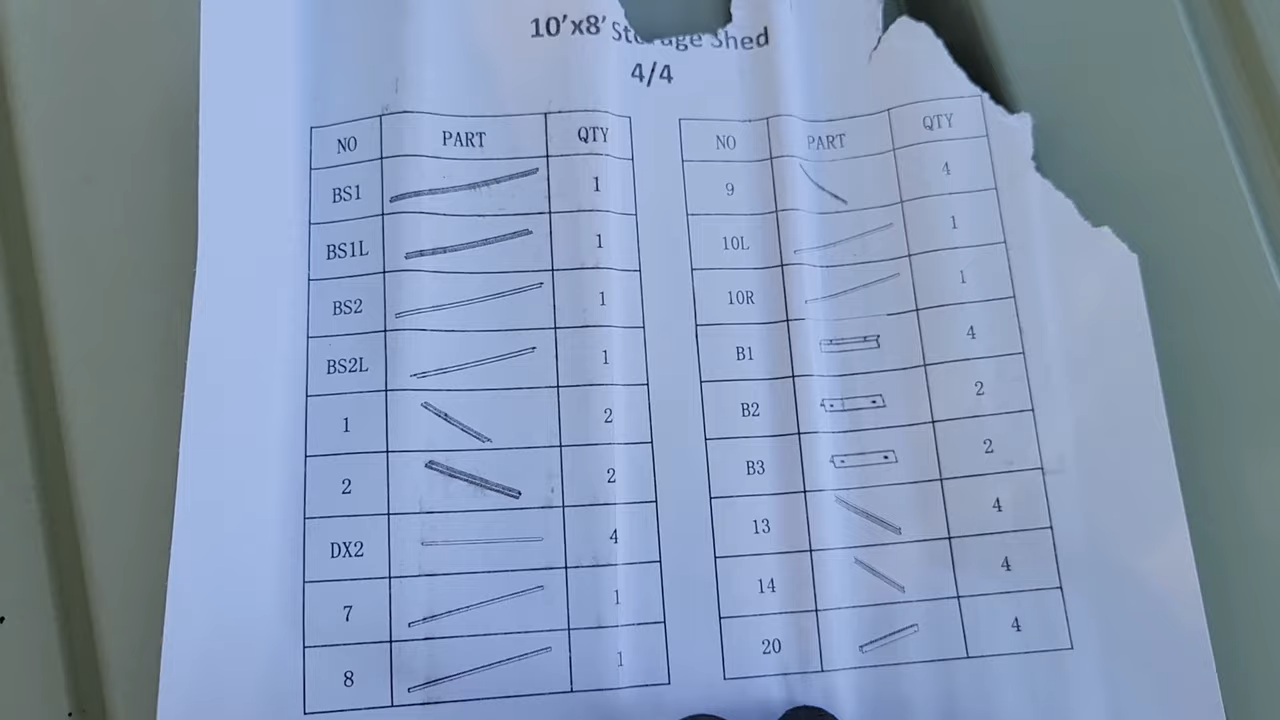 10'x8' Storage Shed
4/4
NO PART QTY
BS1 1
BS1L 1
BS2 1
BS2L 1
1 2
2 2
DX2 4
7 1
8 1
NO PART QTY
9 4
10L 1
10R 1
B1 4
B2 2
B3 2
13 4
14 4
20 4